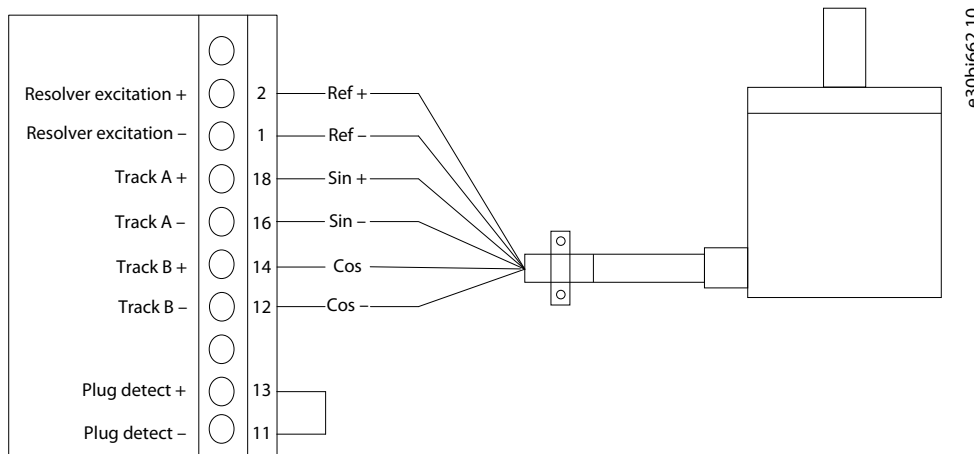 Resolver excitation + 2 Ref +
Resolver excitation – 1 Ref –
Track A + 18 Sin +
Track A – 16 Sin –
Track B + 14 Cos
Track B – 12 Cos –
Plug detect + 13
Plug detect – 11
e30bi662.10